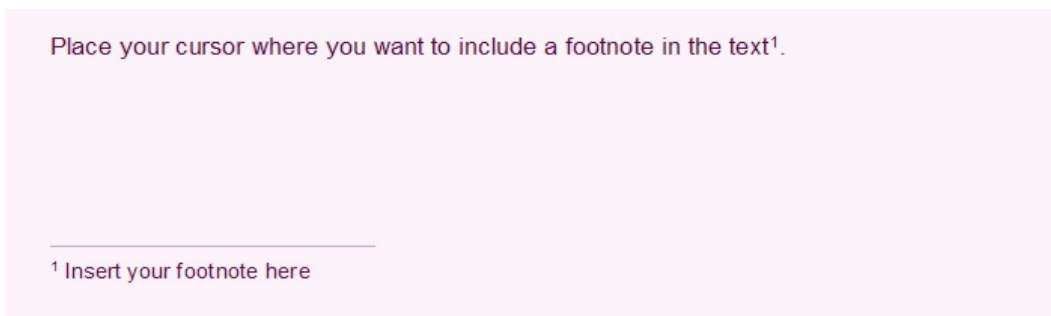 Place your cursor where you want to include a footnote in the text¹.
¹ Insert your footnote here